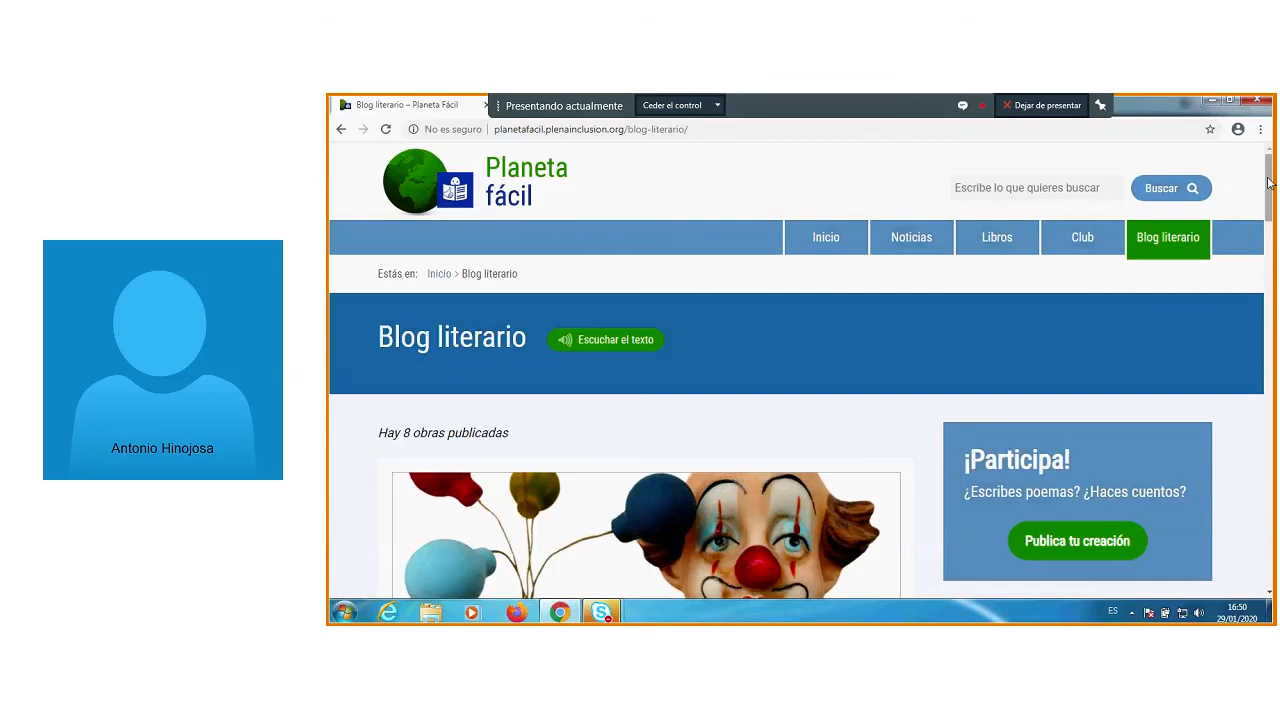 Antonio Hinojosa
Blog literario – Planeta Fácil
Presentando actualmente
Ceder el control
Dejar de presentar
No es seguro
planetafacil.plenainclusion.org/blog-literario/
Planeta
fácil
Escribe lo que quieres buscar
Buscar
Inicio
Noticias
Libros
Club
Blog literario
Estás en: Inicio > Blog literario
Blog literario
Escuchar el texto
Hay 8 obras publicadas
¡Participa!
¿Escribes poemas? ¿Haces cuentos?
Publica tu creación
ES
16:50
29/01/2020